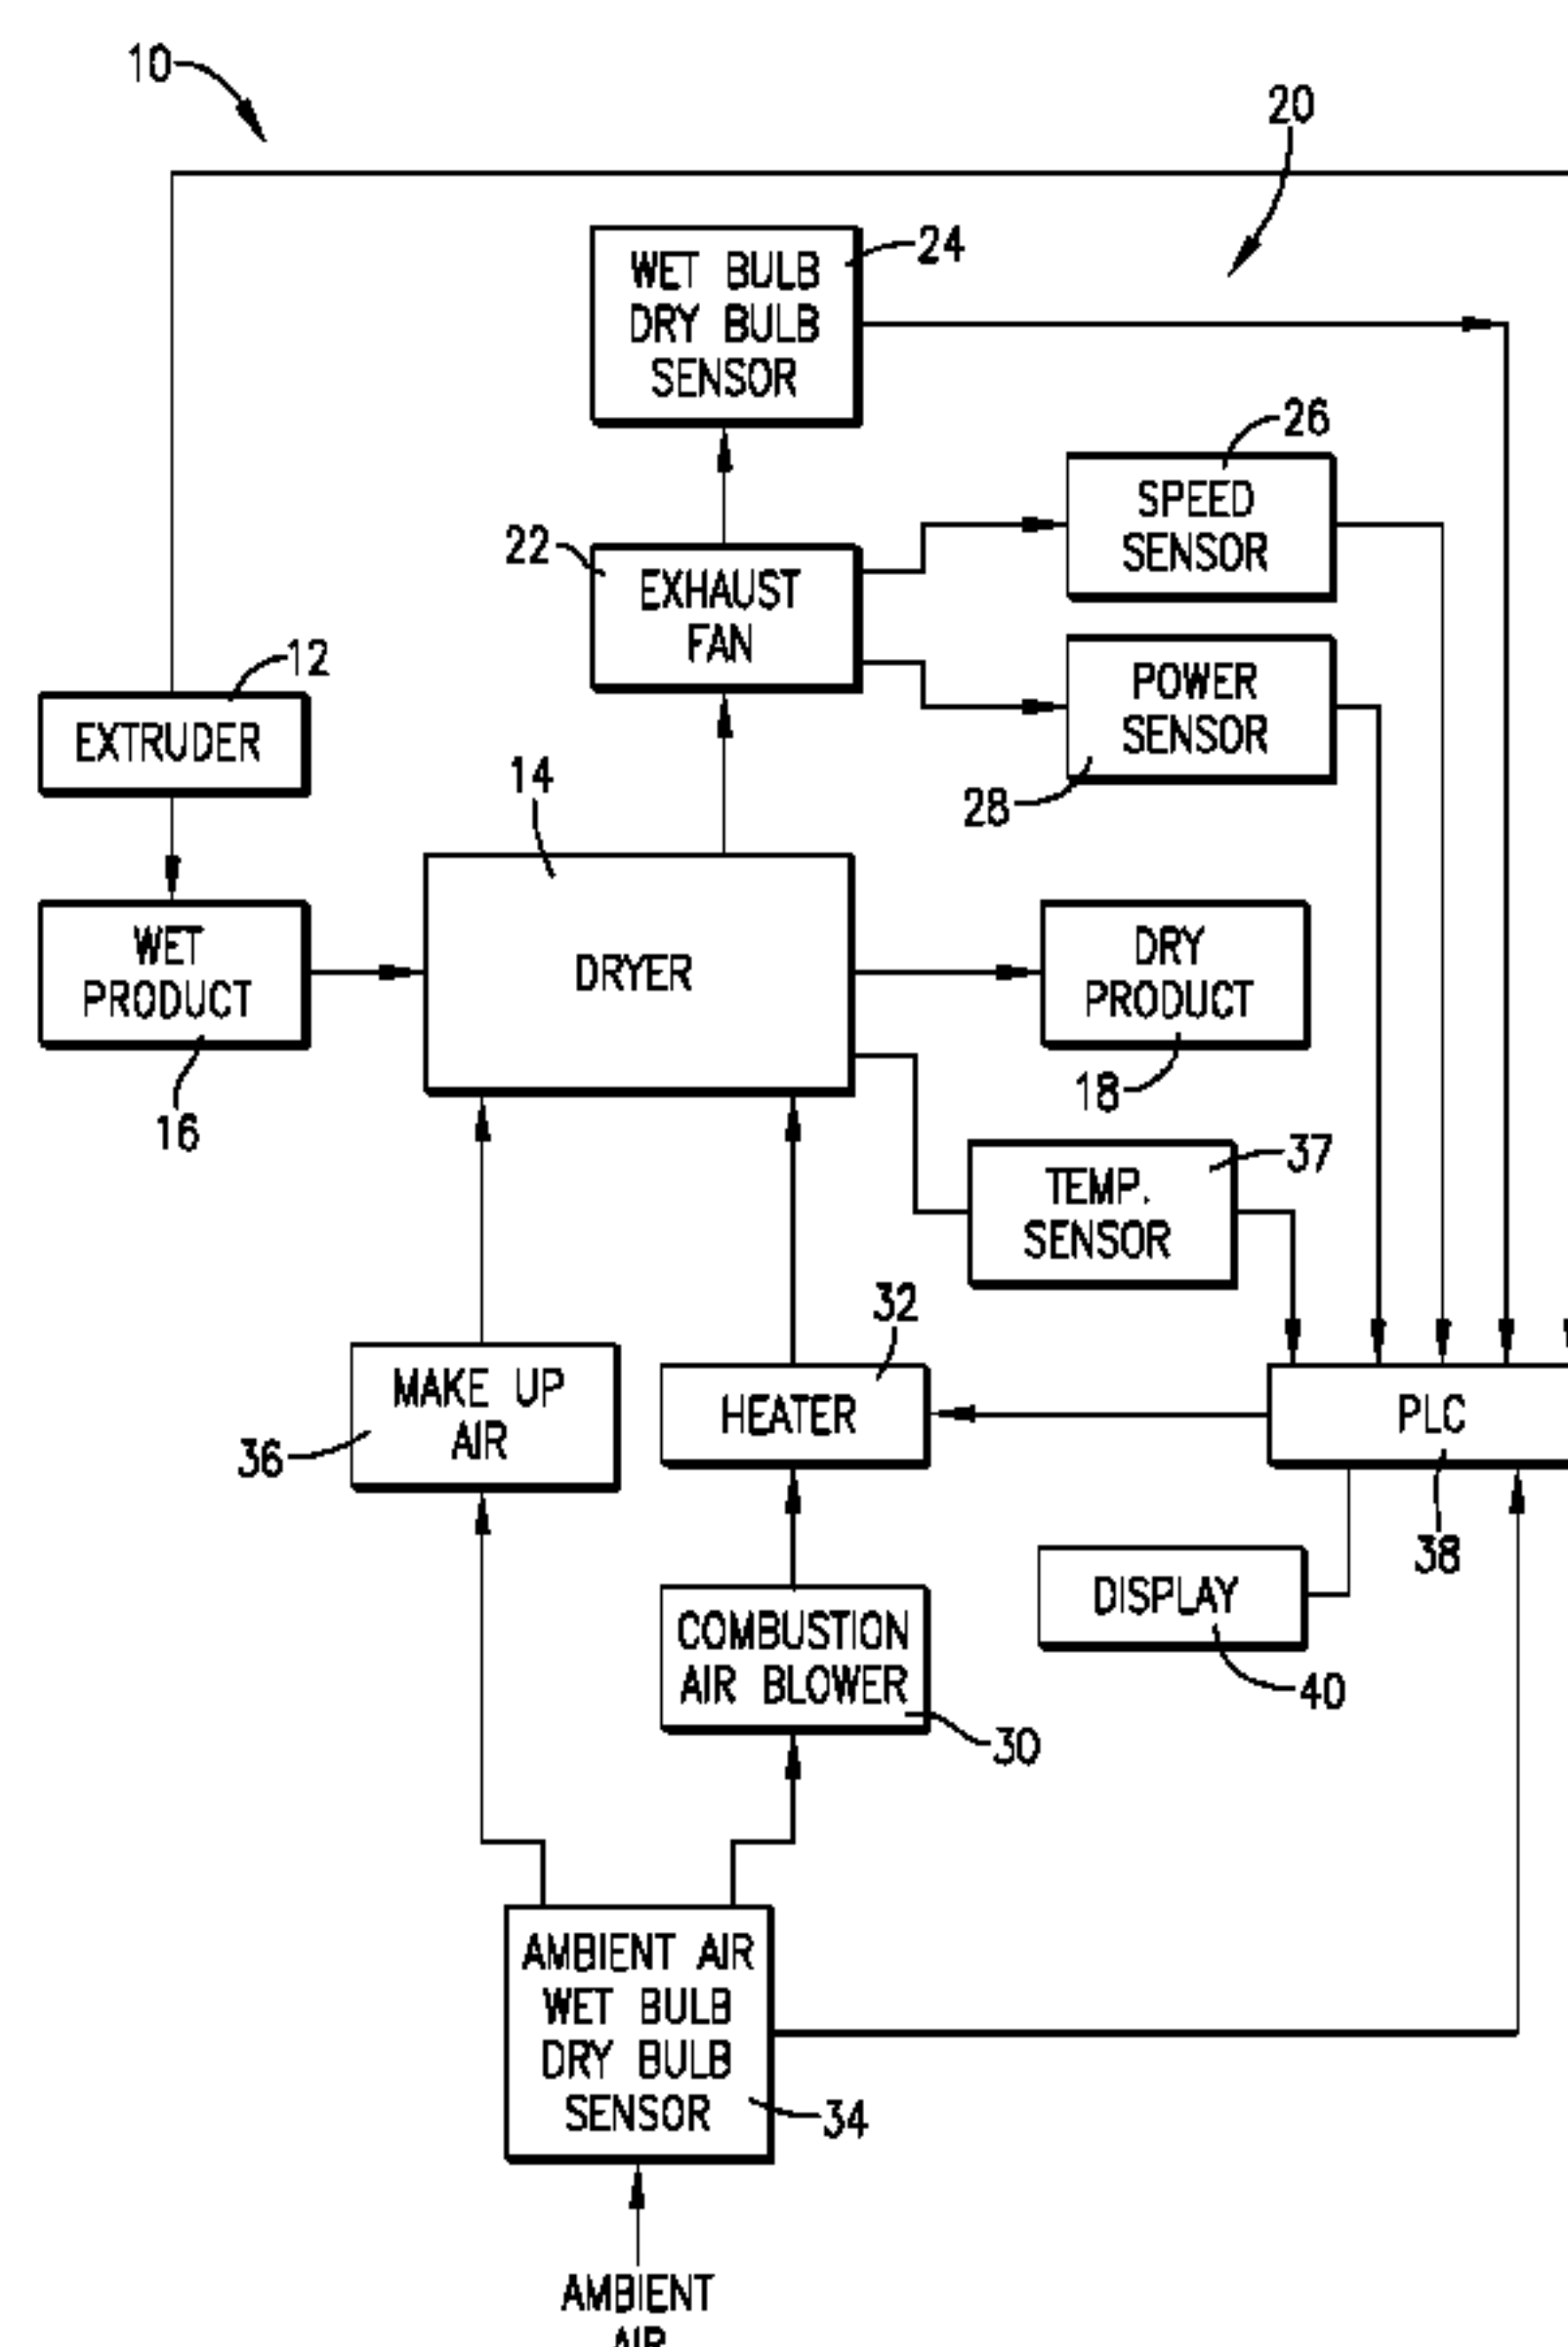 10
20
WET BULB
DRY BULB
SENSOR
24
26
SPEED
SENSOR
22
EXHAUST
FAN
POWER
SENSOR
28
12
EXTRUDER
14
WET
PRODUCT
16
DRYER
DRY
PRODUCT
18
37
TEMP.
SENSOR
32
MAKE UP
AIR
36
HEATER
PLC
38
DISPLAY
40
COMBUSTION
AIR BLOWER
30
AMBIENT AIR
WET BULB
DRY BULB
SENSOR
34
AMBIENT
AIR